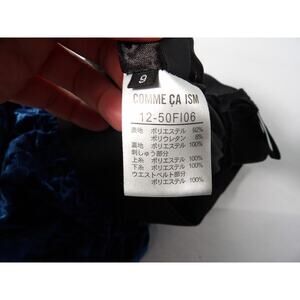 9
COMME ÇA ISM
12-50FI06
表地 ポリエステル 92%
ポリウレタン 8%
裏地 ポリエステル 100%
刺しゅう部分
上糸 ポリエステル 100%
下糸 ポリエステル 100%
ウエストベルト部分
ポリエステル 100%